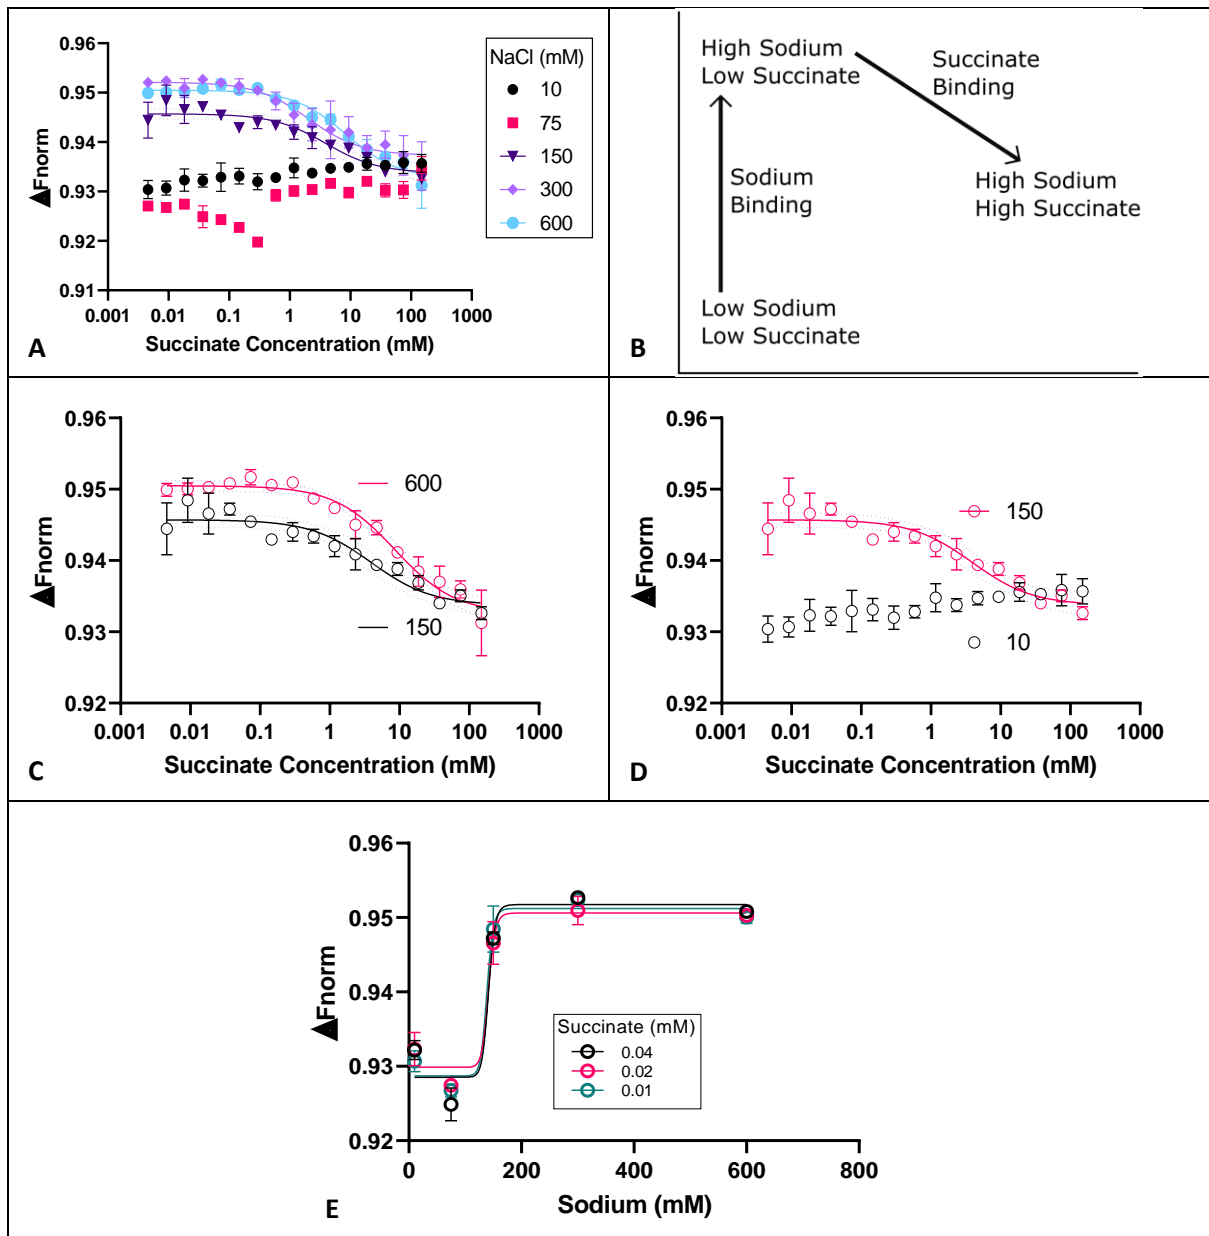 0.96
0.95
0.94
0.93
0.92
0.91
0.001
0.01
0.1
1
10
100
1000
▲Fnorm
Succinate Concentration (mM)
NaCl (mM)
10
75
150
300
600
A
High Sodium
Low Succinate
Succinate
Binding
Sodium
Binding
High Sodium
High Succinate
Low Sodium
Low Succinate
B
0.96
0.95
0.94
0.93
0.92
0.001
0.01
0.1
1
10
100
1000
▲Fnorm
Succinate Concentration (mM)
600
150
C
0.96
0.95
0.94
0.93
0.92
0.001
0.01
0.1
1
10
100
1000
▲Fnorm
Succinate Concentration (mM)
150
10
D
0.96
0.95
0.94
0.93
0.92
0
200
400
600
800
▲Fnorm
Sodium (mM)
Succinate (mM)
0.04
0.02
0.01
E